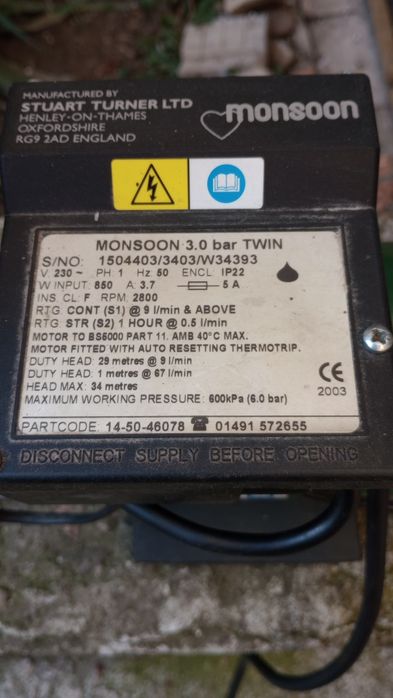 MANUFACTURED BY
STUART TURNER LTD
HENLEY-ON-THAMES
OXFORDSHIRE
RG9 2AD ENGLAND
monsoon
MONSOON 3.0 bar TWIN
S/NO: 1504403/3403/W34393
V. 230 ~ PH: 1 Hz 50 ENCL. IP22
W INPUT: 850 A: 3.7 5 A
INS. CL: F RPM: 2800
RTG CONT (S1) @ 9 l/min & ABOVE
RTG STR (S2) 1 HOUR @ 0.5 l/min
MOTOR TO BS5000 PART 11. AMB 40°C MAX.
MOTOR FITTED WITH AUTO RESETTING THERMOTRIP.
DUTY HEAD: 29 metres @ 9 l/min
DUTY HEAD: 1 metres @ 67 l/min
HEAD MAX: 34 metres
CE
2003
MAXIMUM WORKING PRESSURE: 600kPa (6.0 bar)
PARTCODE: 14-50-46078 ☎ 01491 572655
DISCONNECT SUPPLY BEFORE OPENING